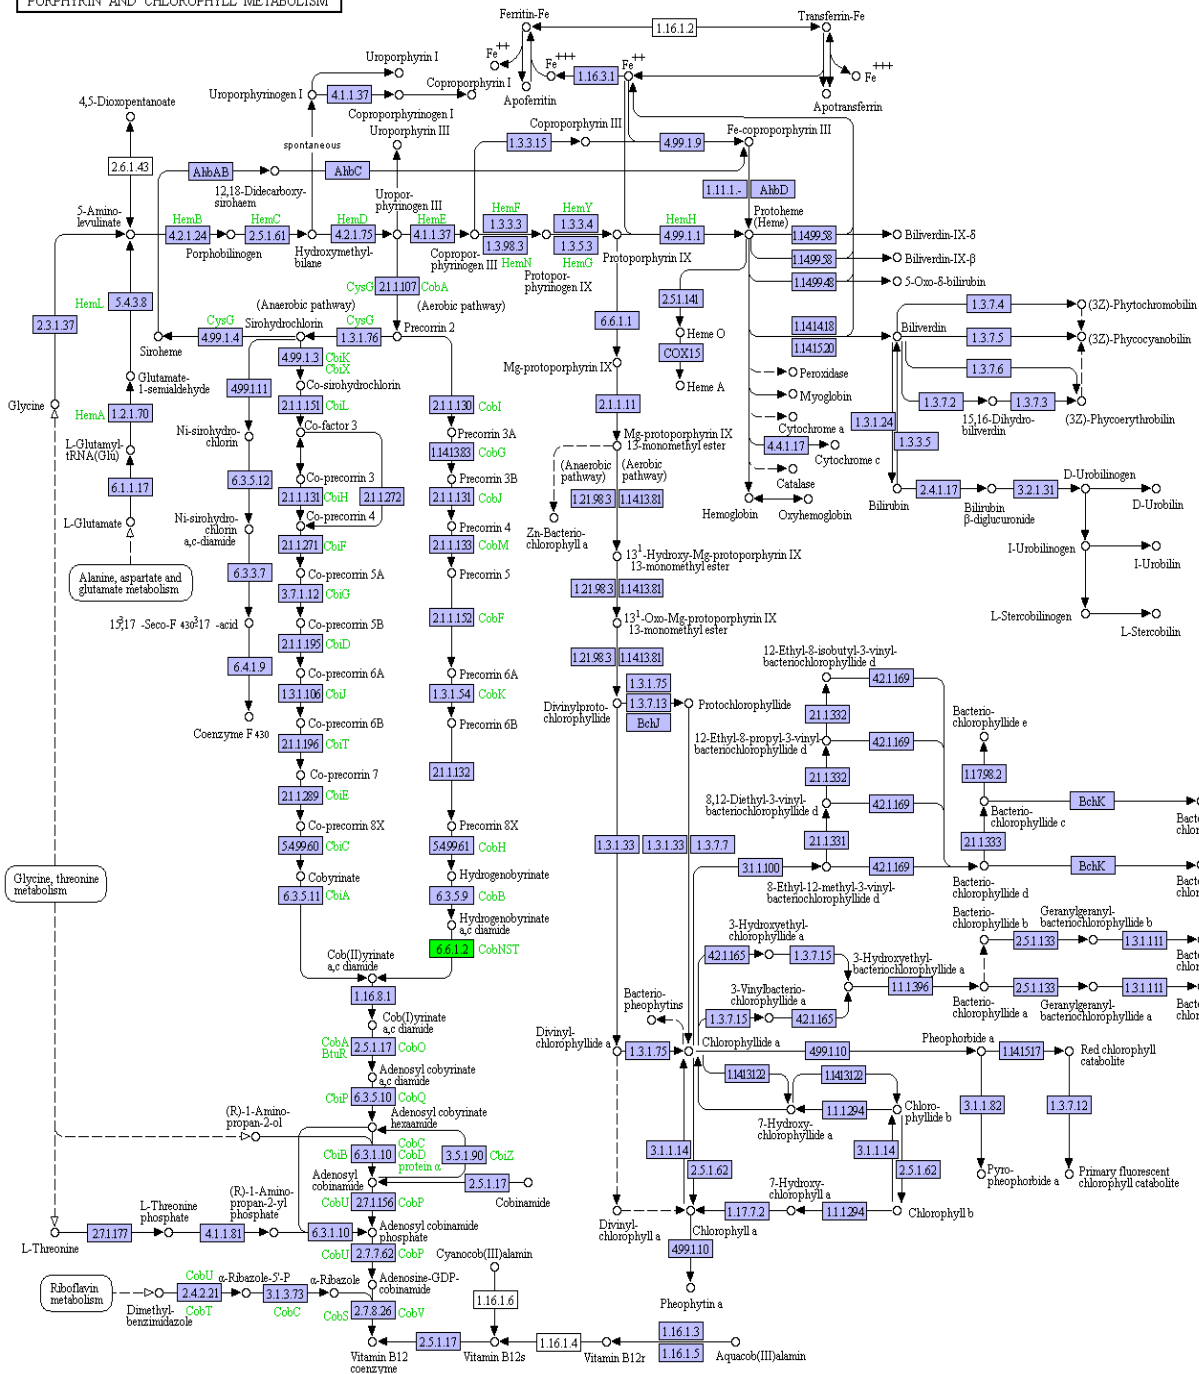 PORPHYRIN AND CHLOROPHYLL METABOLISM
Ferritin-Fe
1.16.1.2
Transferrin-Fe
Fe++
Fe+++
1.16.3.1
Fe++
Fe+++
Apoferritin
Apotransferrin
Uroporphyrin I
Uroporphyrinogen I
4.1.1.37
Coproporphyrin I
Coproporphyrinogen I
Uroporphyrin III
4,5-Dioxopentanoate
spontaneous
2.6.1.43
Coproporphyrin III
1.3.3.15
4.99.1.9
Fe-coproporphyrin III
AhbAB
AhbC
1.11.1.-
AhbD
12,18-Didecarboxy-
sirohaem
5-Amino-
levulinate
Uropor-
phyrinogen III
Protoheme
(Heme)
HemB
HemC
HemD
HemE
HemF
HemY
HemH
4.2.1.24
2.5.1.61
4.2.1.75
4.1.1.37
1.3.3.3
1.3.3.4
4.99.1.1
1.3.98.3
1.3.5.3
HemN
HemG
Porphobilinogen
Hydroxymethyl-
bilane
Copropor-
phyrinogen III
Protopor-
phyrinogen IX
Protoporphyrin IX
1.14.99.58
Biliverdin-IX-δ
1.14.99.58
Biliverdin-IX-β
1.14.99.48
5-Oxo-δ-bilirubin
CysG
2.1.1.107
CobA
(Anaerobic pathway)
(Aerobic pathway)
HemL
5.4.3.8
2.3.1.37
CysG
4.99.1.4
Siroheme
Sirohydrochlorin
CysG
1.3.1.76
Precorrin 2
6.6.1.1
2.5.1.141
Heme O
COX15
Heme A
1.14.14.18
1.14.15.20
Biliverdin
1.3.7.4
(3Z)-Phytochromobilin
1.3.7.5
(3Z)-Phycocyanobilin
1.3.7.6
1.3.7.2
15,16-Dihydro-
biliverdin
1.3.7.3
(3Z)-Phycoerythrobilin
Peroxidase
Myoglobin
Cytochrome a
4.4.1.17
Cytochrome c
Catalase
Hemoglobin
Oxyhemoglobin
1.3.1.24
1.3.3.5
Bilirubin
2.4.1.17
Bilirubin
β-diglucuronide
3.2.1.31
D-Urobilinogen
D-Urobilin
I-Urobilinogen
I-Urobilin
L-Stercobilinogen
L-Stercobilin
Glutamate-
1-semialdehyde
Glycine
HemA
1.2.1.70
L-Glutamyl-
tRNA(Glu)
6.1.1.17
L-Glutamate
Alanine, aspartate and
glutamate metabolism
4.99.1.11
Ni-sirohydro-
chlorin
6.3.5.12
Ni-sirohydro-
chlorin
a,c-diamide
6.3.3.7
15,17³-Seco-F 430-17³-acid
6.4.1.9
Coenzyme F 430
4.99.1.3
CbiK
CbiX
Co-sirohydrochlorin
2.1.1.151
CbiL
Co-factor 3
Co-precorrin 3
2.1.1.131
CbiH
2.1.1.272
Co-precorrin 4
2.1.1.271
CbiF
Co-precorrin 5A
3.7.1.12
CbiG
Co-precorrin 5B
2.1.1.195
CbiD
Co-precorrin 6A
1.3.1.106
CbiJ
Co-precorrin 6B
2.1.1.196
CbiT
Co-precorrin 7
2.1.1.289
CbiE
Co-precorrin 8X
5.4.99.60
CbiC
Cobyrinate
6.3.5.11
CbiA
2.1.1.130
CobI
Precorrin 3A
1.14.13.83
CobG
Precorrin 3B
2.1.1.131
CobJ
Precorrin 4
2.1.1.133
CobM
Precorrin 5
2.1.1.152
CobF
Precorrin 6A
1.3.1.54
CobK
Precorrin 6B
2.1.1.132
Precorrin 8X
5.4.99.61
CobH
Hydrogenobyrinate
6.3.5.9
CobB
Hydrogenobyrinate
a,c diamide
6.6.1.2
CobNST
Mg-protoporphyrin IX
2.1.1.11
Mg-protoporphyrin IX
13-monomethyl ester
(Anaerobic
pathway)
(Aerobic
pathway)
1.21.98.3
1.14.13.81
Zn-Bacterio-
chlorophyll a
13¹-Hydroxy-Mg-protoporphyrin IX
13-monomethyl ester
1.21.98.3
1.14.13.81
13¹-Oxo-Mg-protoporphyrin IX
13-monomethyl ester
1.21.98.3
1.14.13.81
Divinylproto-
chlorophyllide
1.3.1.75
1.3.7.13
BchJ
Protochlorophyllide
1.3.1.33
1.3.1.33
1.3.7.7
12-Ethyl-8-isobutyl-3-vinyl-
bacteriochlorophyllide d
4.2.1.169
2.1.1.332
12-Ethyl-8-propyl-3-vinyl-
bacteriochlorophyllide d
4.2.1.169
2.1.1.332
8,12-Diethyl-3-vinyl-
bacteriochlorophyllide d
4.2.1.169
2.1.1.331
3.1.1.100
4.2.1.169
8-Ethyl-12-methyl-3-vinyl-
bacteriochlorophyllide d
Bacterio-
chlorophyllide e
1.17.98.2
Bacterio-
chlorophyllide c
BchK
2.1.1.333
BchK
Bacterio-
chlorophyllide d
3-Hydroxyethyl-
chlorophyllide a
4.2.1.165
1.3.7.15
3-Hydroxyethyl-
bacteriochlorophyllide a
3-Vinylbacterio-
chlorophyllide a
1.3.7.15
4.2.1.165
1.1.1.396
Bacterio-
chlorophyllide b
2.5.1.133
Geranylgeranyl-
bacteriochlorophyllide b
1.3.1.111
Bacterio-
chlorophyllide a
2.5.1.133
Geranylgeranyl-
bacteriochlorophyllide a
1.3.1.111
Bacterio-
pheophytins
Divinyl-
chlorophyllide a
1.3.1.75
Chlorophyllide a
4.99.1.10
Pheophorbide a
1.14.15.17
Red chlorophyll
catabolite
1.14.13.122
1.14.13.122
7-Hydroxy-
chlorophyllide a
1.1.1.294
Chloro-
phyllide b
3.1.1.82
1.3.7.12
Pyro-
pheophorbide a
Primary fluorescent
chlorophyll catabolite
3.1.1.14
2.5.1.62
3.1.1.14
2.5.1.62
Divinyl-
chlorophyll a
Chlorophyll a
1.17.7.2
7-Hydroxy-
chlorophyll a
1.1.1.294
Chlorophyll b
4.99.1.10
Pheophytin a
Glycine, threonine
metabolism
Cob(II)yrinate
a,c diamide
1.16.8.1
Cob(I)yrinate
a,c diamide
CobA
BtuR
2.5.1.17
CobO
Adenosyl cobyrinate
a,c diamide
CbiP
6.3.5.10
CobQ
Adenosyl cobyrinate
hexaamide
(R)-1-Amino-
propan-2-ol
CbiB
6.3.1.10
CobC
CobD
protein α
3.5.1.90
CbiZ
Adenosyl
cobinamide
2.5.1.17
Cobinamide
CobU
2.7.1.156
CobP
L-Threonine
2.7.1.177
L-Threonine
phosphate
4.1.1.81
(R)-1-Amino-
propan-2-yl
phosphate
6.3.1.10
Adenosyl cobinamide
phosphate
CobU
2.7.7.62
CobP
Adenosine-GDP-
cobinamide
Riboflavin
metabolism
Dimethyl-
benzimidazole
CobU
2.4.2.21
CobT
α-Ribazole-5'-P
3.1.3.73
CobC
α-Ribazole
CobS
2.7.8.26
CobV
Vitamin B12
coenzyme
2.5.1.17
Cyanocob(III)alamin
1.16.1.6
Vitamin B12s
1.16.1.4
Vitamin B12r
1.16.1.3
1.16.1.5
Aquacob(III)alamin